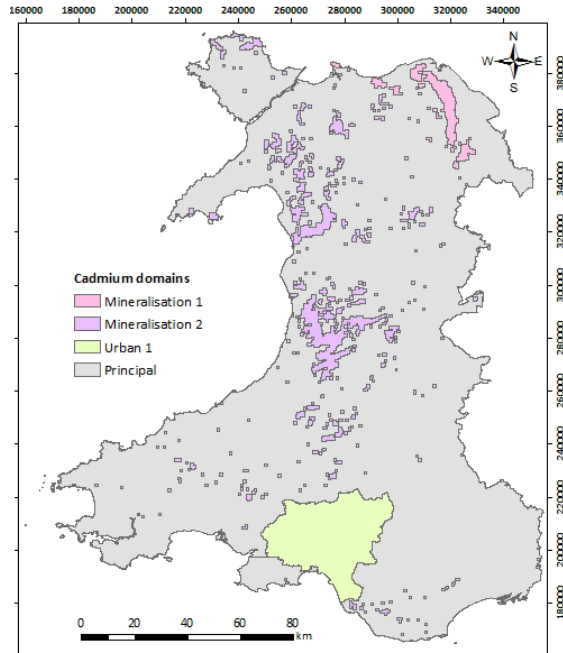 160000 200000 220000 240000 260000 280000 300000 320000 340000
N
W E
S
380000
360000
340000
320000
300000
280000
260000
240000
220000
200000
180000
Cadmium domains
Mineralisation 1
Mineralisation 2
Urban 1
Principal
0 10 20 40 60 80
km